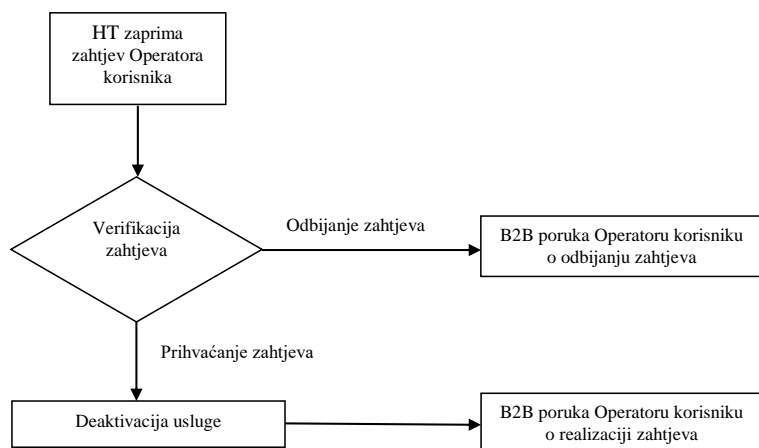 HT zaprima
zahtjev Operatora
korisnika
Verifikacija
zahtjeva
Odbijanje zahtjeva
B2B poruka Operatoru korisniku
o odbijanju zahtjeva
Prihvaćanje zahtjeva
Deaktivacija usluge
B2B poruka Operatoru korisniku
o realizaciji zahtjeva